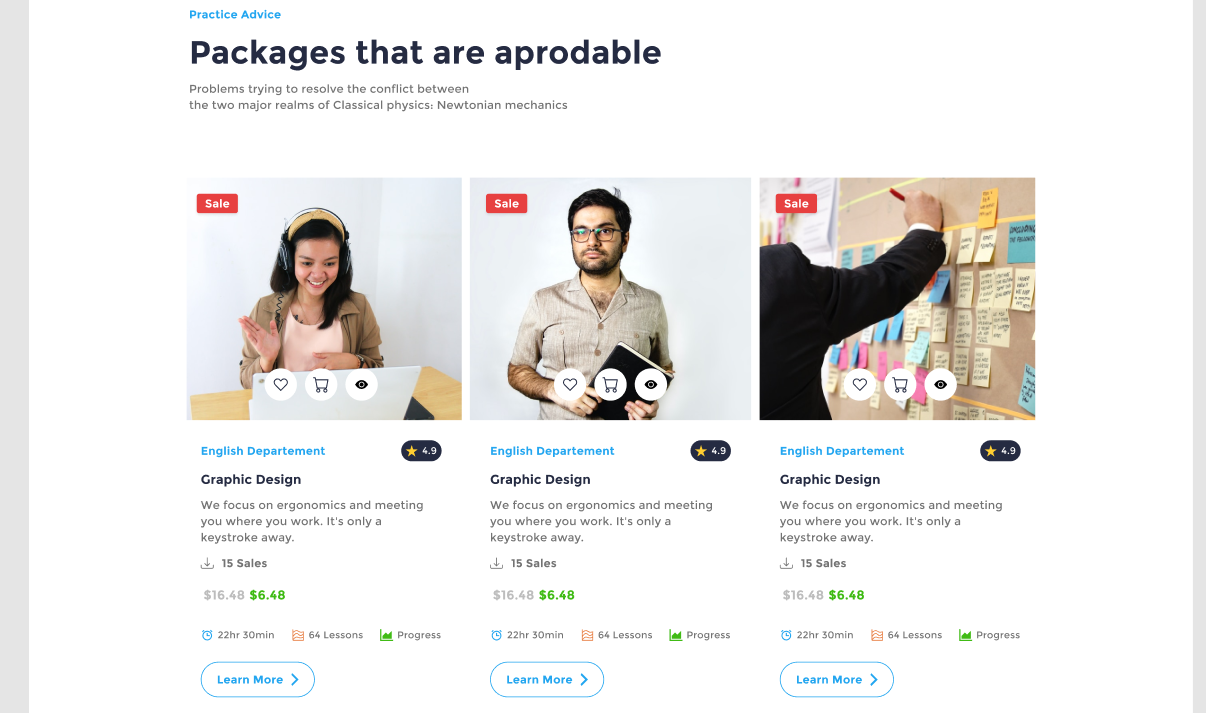 Practice Advice
Packages that are aprodable
Problems trying to resolve the conflict between
the two major realms of Classical physics: Newtonian mechanics
Sale
Sale
Sale
English Departement
4.9
Graphic Design
We focus on ergonomics and meeting
you where you work. It's only a
keystroke away.
15 Sales
$16.48 $6.48
22hr 30min
64 Lessons
Progress
Learn More
English Departement
4.9
Graphic Design
We focus on ergonomics and meeting
you where you work. It's only a
keystroke away.
15 Sales
$16.48 $6.48
22hr 30min
64 Lessons
Progress
Learn More
English Departement
4.9
Graphic Design
We focus on ergonomics and meeting
you where you work. It's only a
keystroke away.
15 Sales
$16.48 $6.48
22hr 30min
64 Lessons
Progress
Learn More